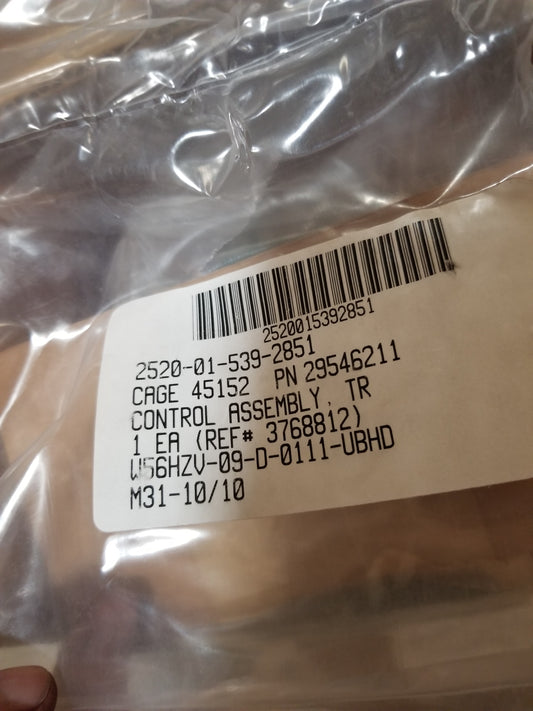 2520015392851
2520-01-539-2851
CAGE 45152 PN 29546211
CONTROL ASSEMBLY, TR
1 EA (REF# 3768812)
W56HZV-09-D-0111-UBHD
M31-10/10